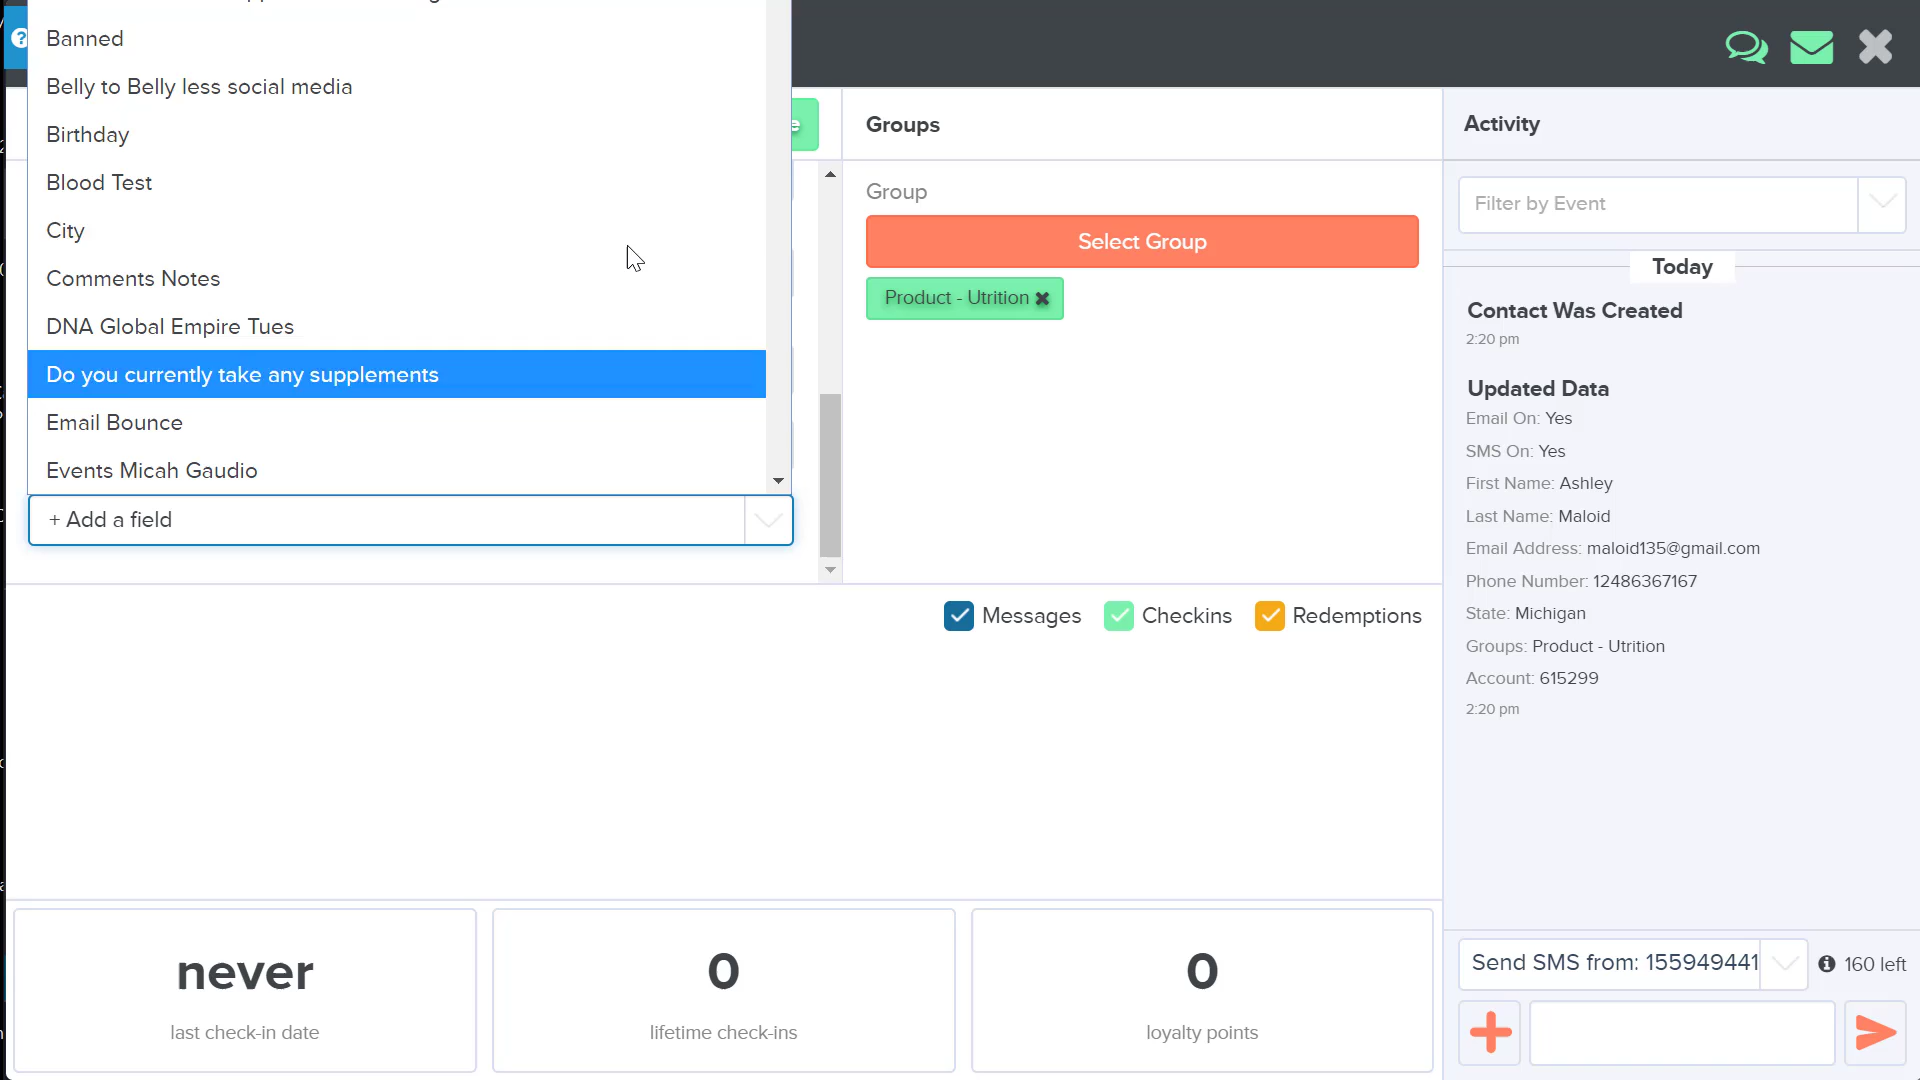 Banned
Belly to Belly less social media
Birthday
Blood Test
City
Comments Notes
DNA Global Empire Tues
Do you currently take any supplements
Email Bounce
Events Micah Gaudio
+ Add a field
Groups
Group
Select Group
Product - Utrition
Messages
Checkins
Redemptions
never
last check-in date
0
lifetime check-ins
0
loyalty points
Activity
Filter by Event
Today
Contact Was Created
2:20 pm
Updated Data
Email On: Yes
SMS On: Yes
First Name: Ashley
Last Name: Maloid
Email Address: maloid135@gmail.com
Phone Number: 12486367167
State: Michigan
Groups: Product - Utrition
Account: 615299
2:20 pm
Send SMS from: 155949441
160 left